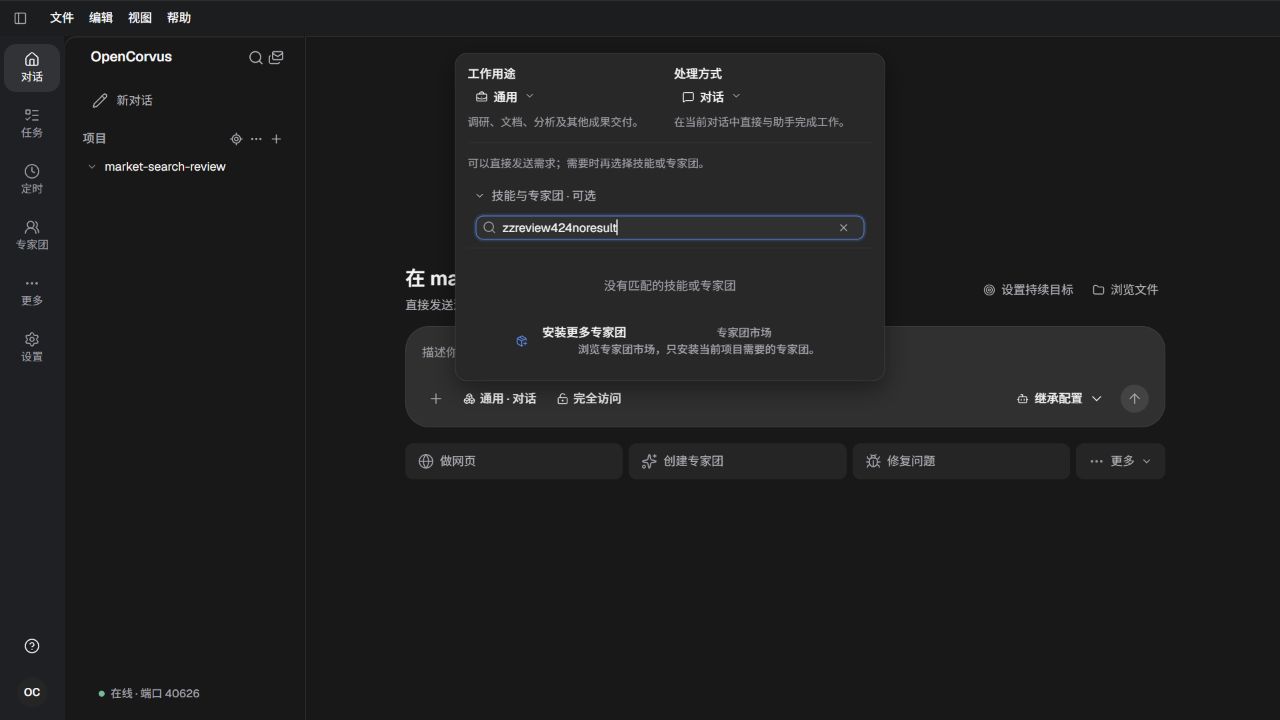 文件 编辑 视图 帮助
对话
任务
定时
专家团
更多
设置
OC
OpenCorvus
新对话
项目
market-search-review
在线 · 端口 40626
工作用途 处理方式
通用 对话
调研、文档、分析及其他成果交付。 在当前对话中直接与助手完成工作。
可以直接发送需求；需要时再选择技能或专家团。
技能与专家团 · 可选
zzreview424noresult
没有匹配的技能或专家团
安装更多专家团 专家团市场
浏览专家团市场，只安装当前项目需要的专家团。
在 ma
直接发送
设置持续目标 浏览文件
描述你
通用 · 对话 完全访问 继承配置
做网页 创建专家团 修复问题 更多